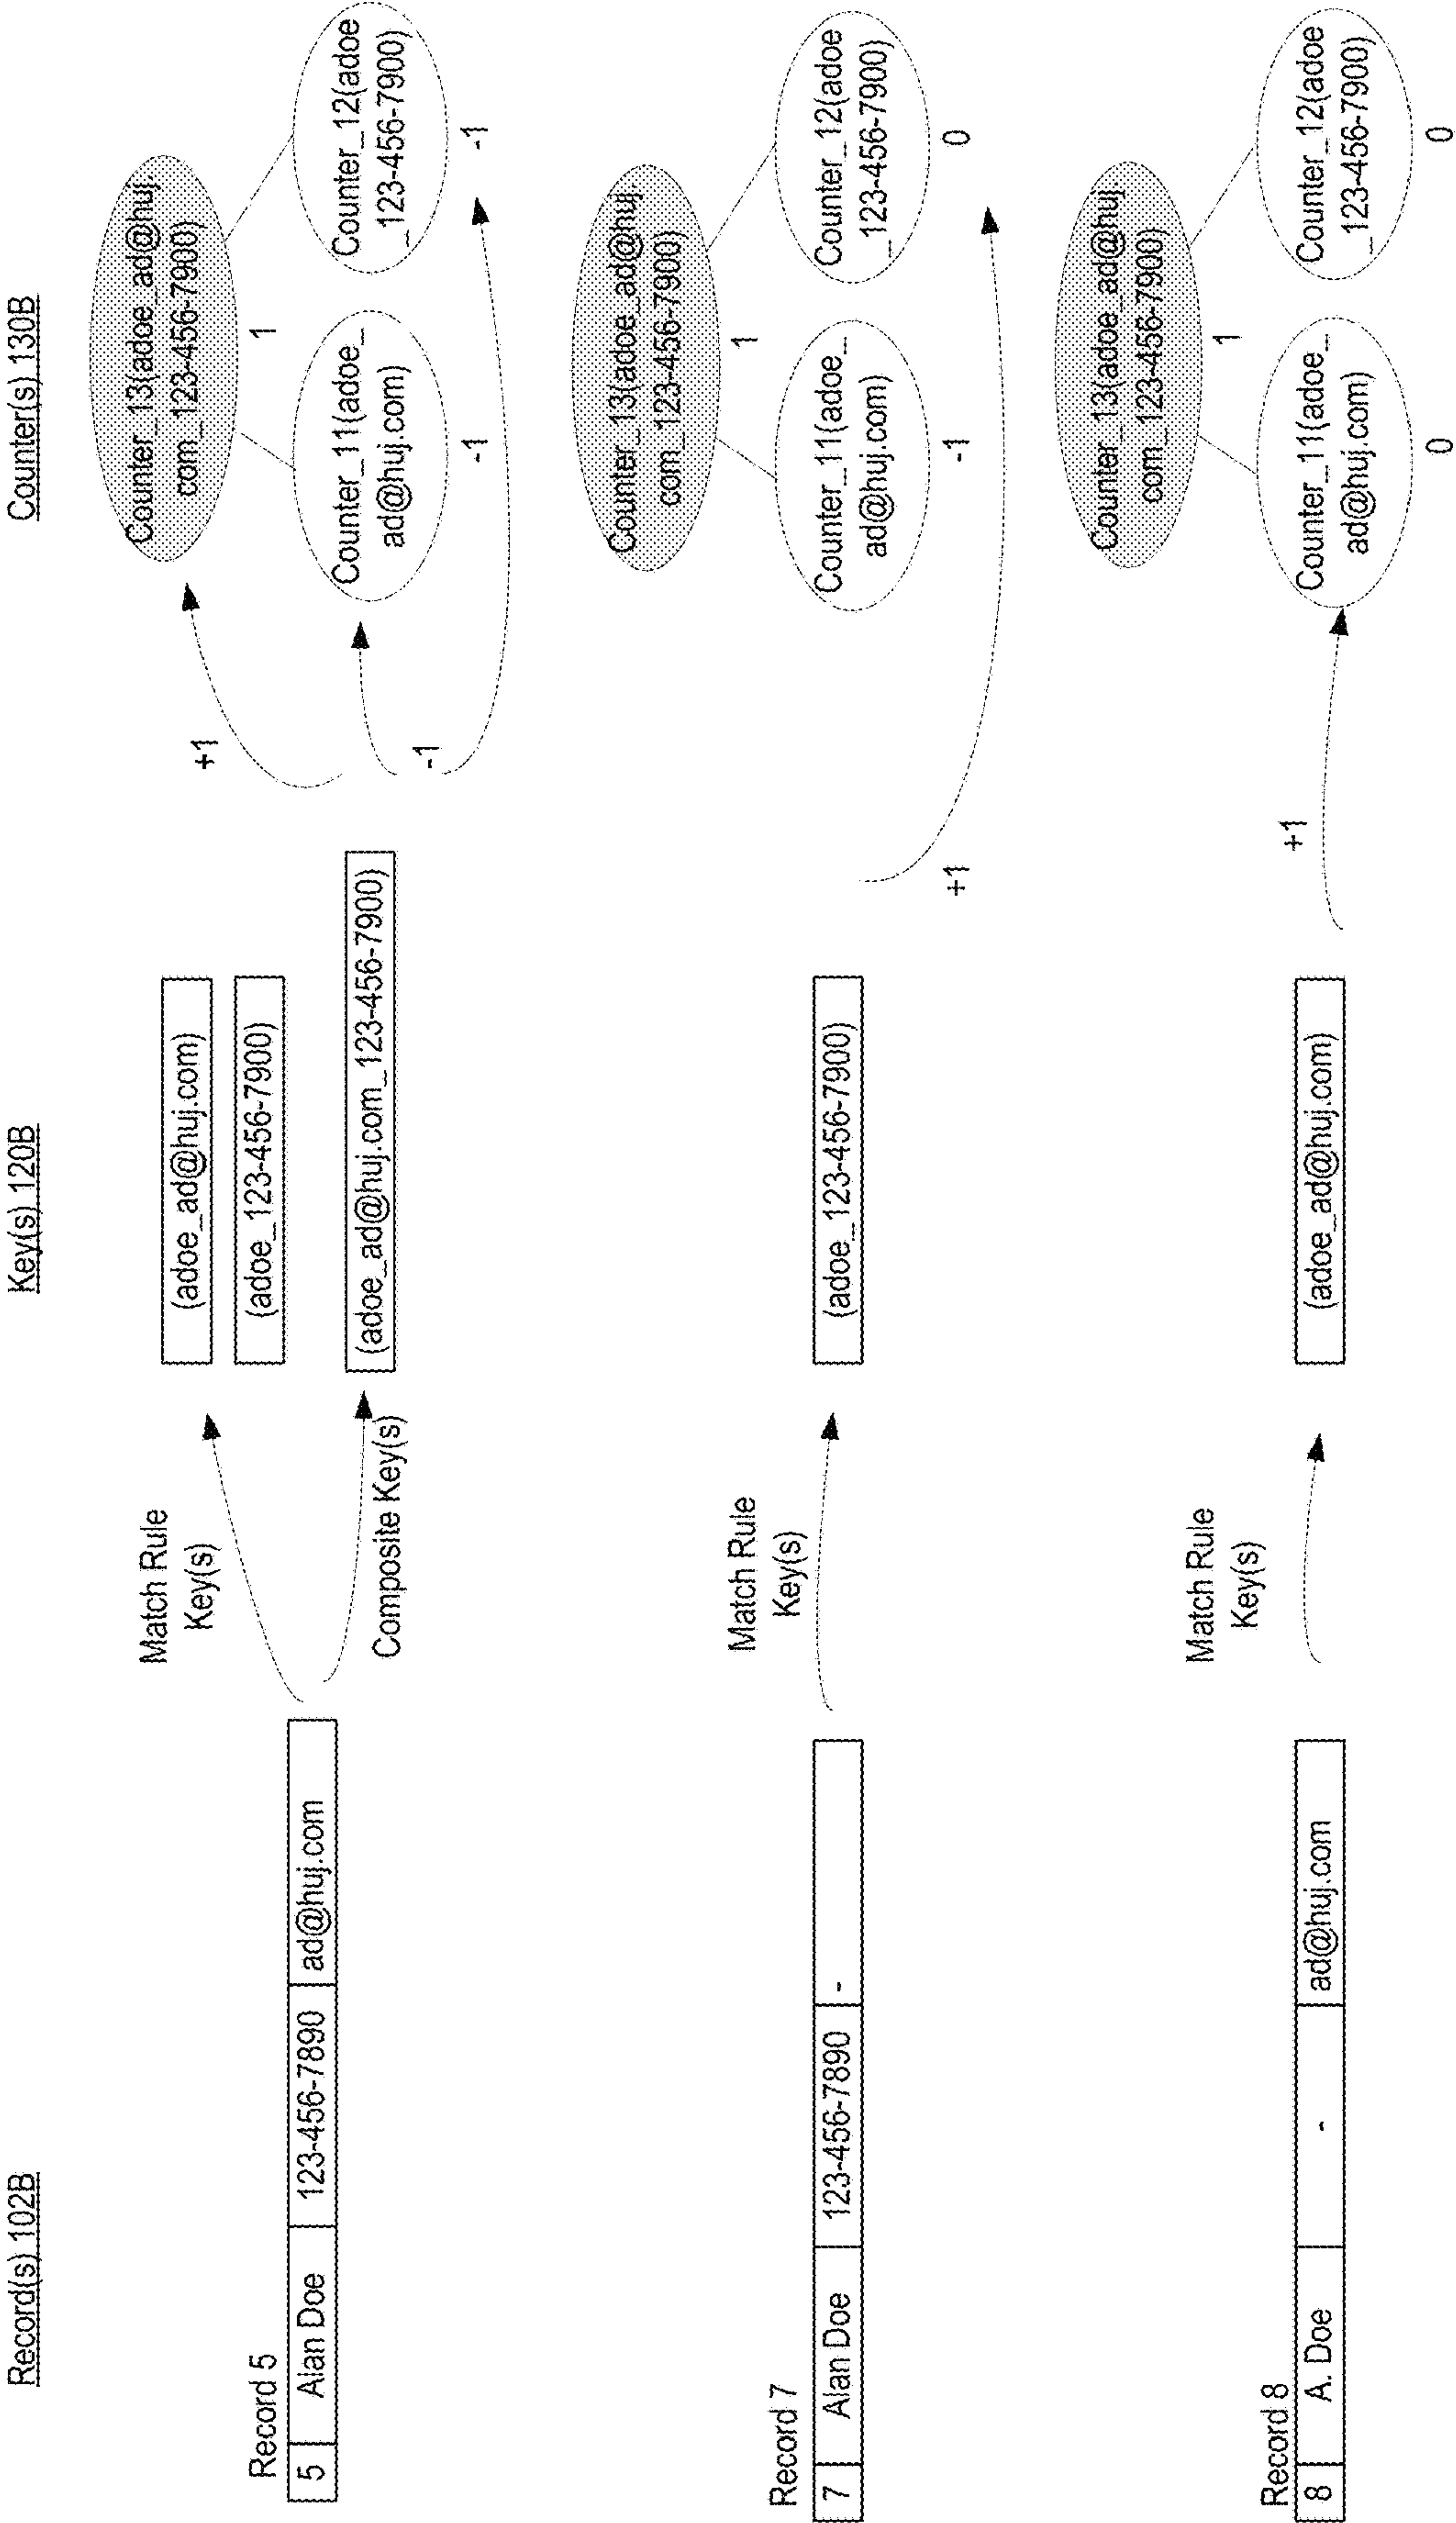 Record(s) 102B
Key(s) 120B
Counter(s) 130B
Record 5
5
Alan Doe
123-456-7890
ad@huj.com
Match Rule
Key(s)
Composite Key(s)
(adoe_ad@huj.com)
(adoe_123-456-7900)
(adoe_ad@huj.com_123-456-7900)
+1
-1
Counter_13(adoe_ad@huj.
com_123-456-7900)
1
Counter_11(adoe_
ad@huj.com)
-1
Counter_12(adoe
_123-456-7900)
-1
Record 7
7
Alan Doe
123-456-7890
-
Match Rule
Key(s)
(adoe_123-456-7900)
+1
Counter_13(adoe_ad@huj.
com_123-456-7900)
1
Counter_11(adoe_
ad@huj.com)
-1
Counter_12(adoe
_123-456-7900)
0
Record 8
8
A. Doe
-
ad@huj.com
Match Rule
Key(s)
(adoe_ad@huj.com)
+1
Counter_13(adoe_ad@huj
com_123-456-7900)
1
Counter_11(adoe_
ad@huj.com)
0
Counter_12(adoe
_123-456-7900)
0